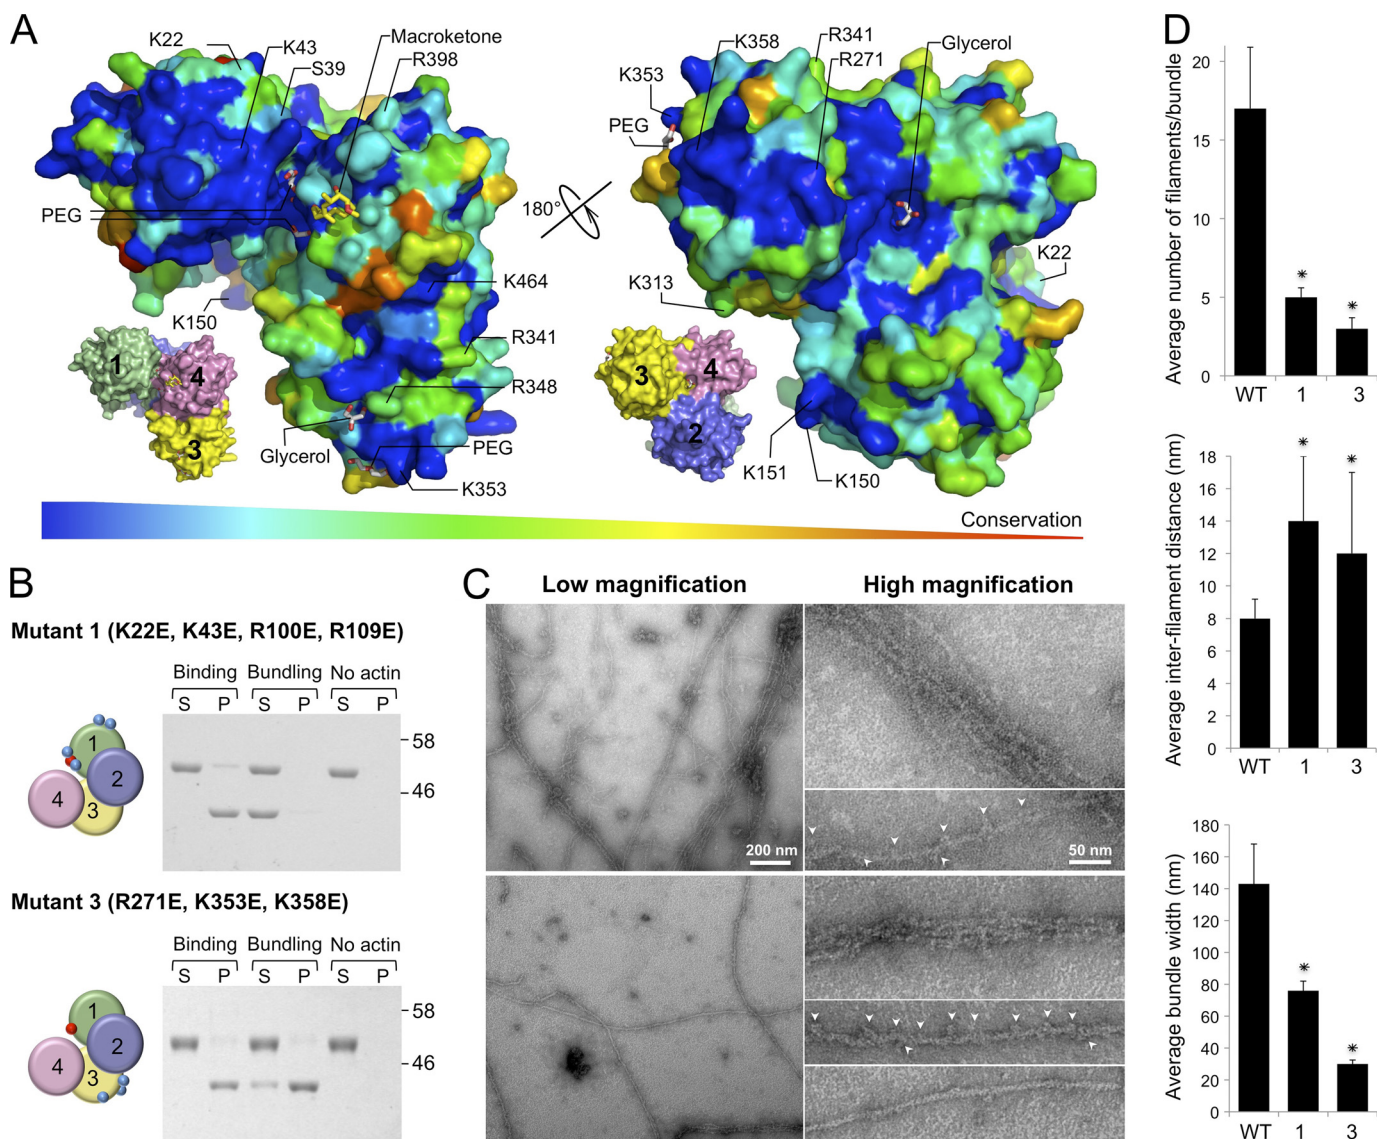 A
K22
K43
S39
Macroketone
R398
PEG
K150
K464
R341
R348
Glycerol
PEG
K353
1
4
3
180°
K358
R341
R271
Glycerol
K353
PEG
K313
K22
K151
K150
3
4
2
Conservation
B
Mutant 1 (K22E, K43E, R100E, R109E)
Binding Bundling No actin
S P S P S P
58
46
1
2
3
4
Mutant 3 (R271E, K353E, K358E)
Binding Bundling No actin
S P S P S P
58
46
1
2
3
4
C
Low magnification
High magnification
200 nm
50 nm
D
Average number of filaments/bundle
20
15
10
5
0
* *
WT 1 3
Average inter-filament distance (nm)
18
16
14
12
10
8
6
4
2
0
* *
WT 1 3
Average bundle width (nm)
180
160
140
120
100
80
60
40
20
0
* *
WT 1 3